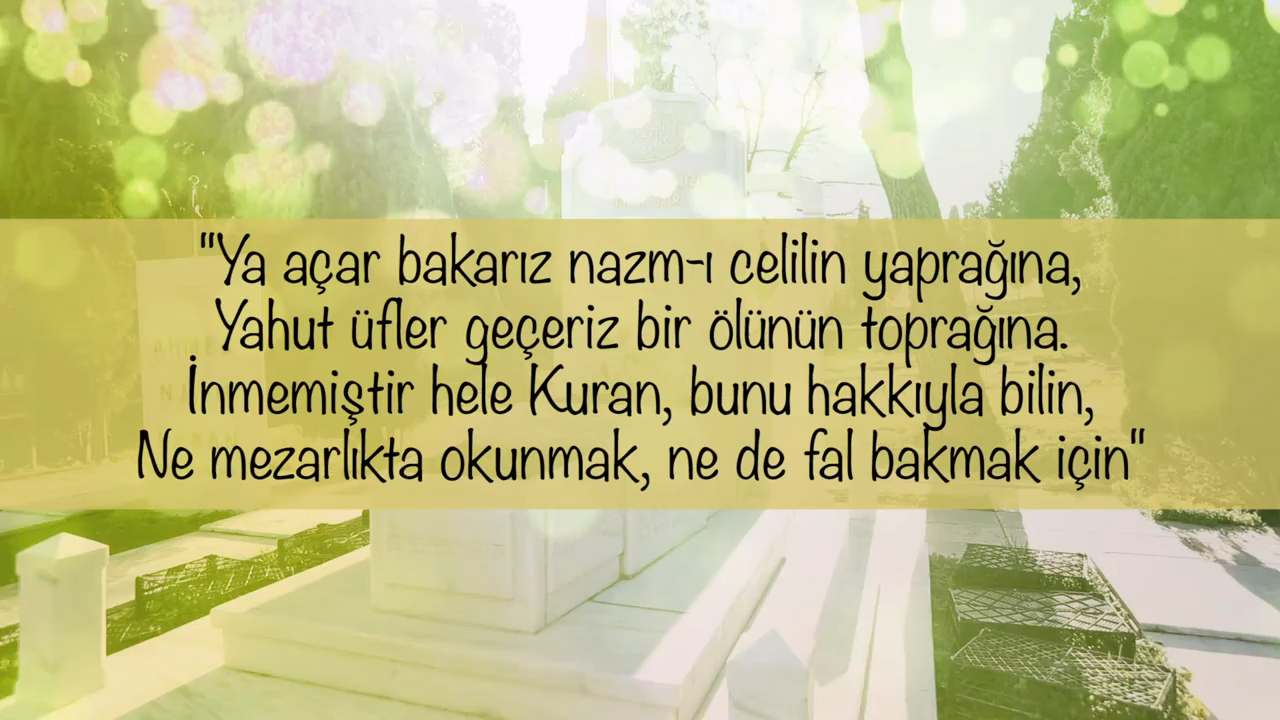 "Ya açar bakarız nazm-ı celilin yaprağına,
Yahut üfler geçeriz bir ölünün toprağına.
İnmemiştir hele Kuran, bunu hakkıyla bilin,
Ne mezarlıkta okunmak, ne de fal bakmak için"